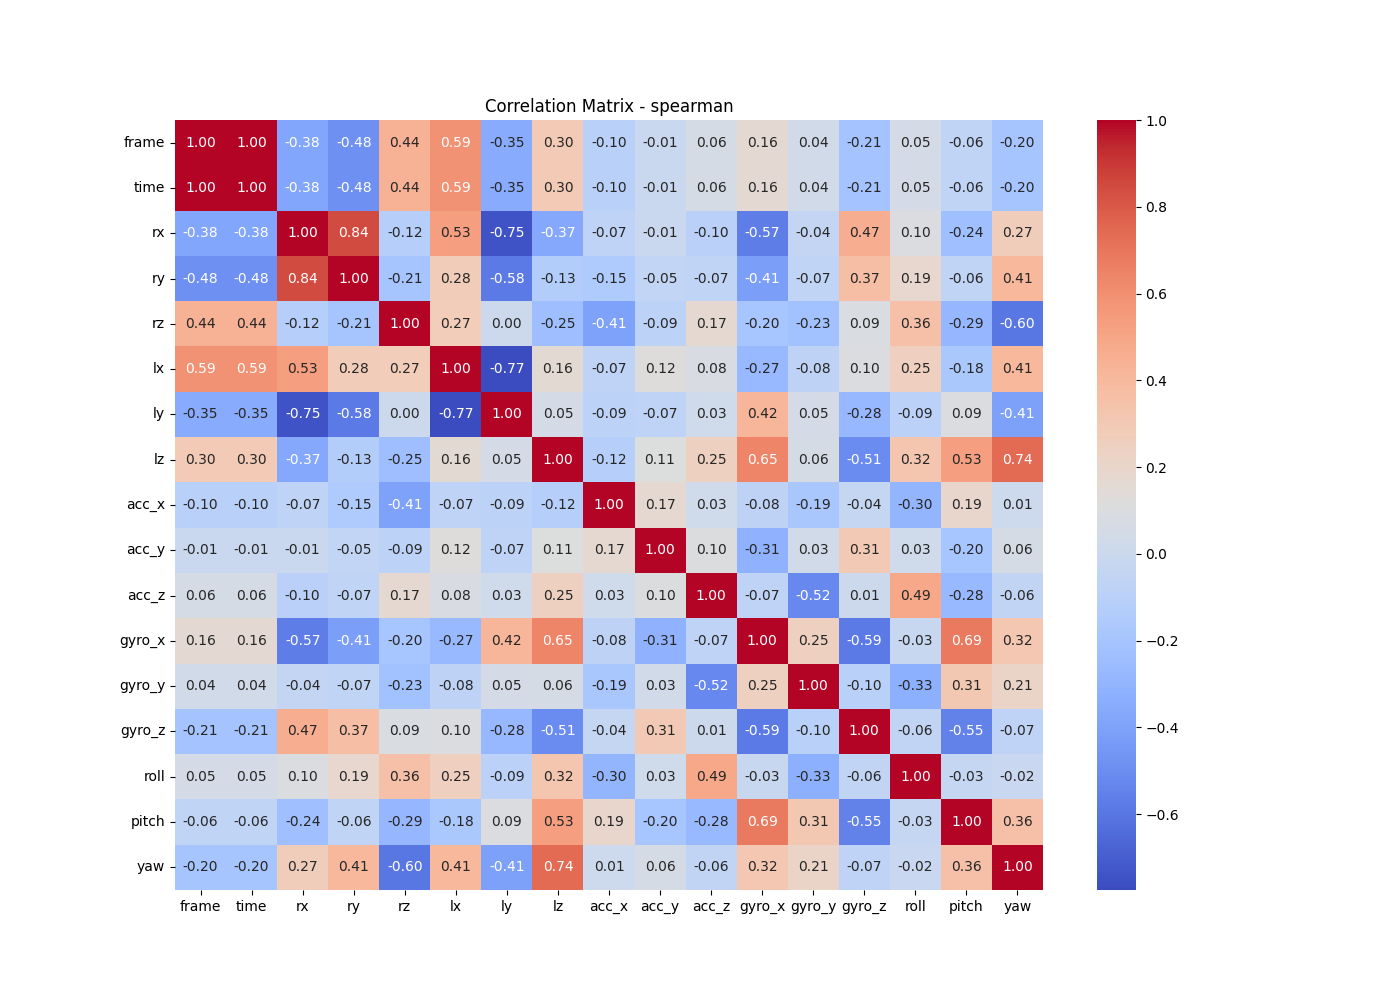 Correlation Matrix - spearman
frame 1.00 1.00 -0.38 -0.48 0.44 0.59 -0.35 0.30 -0.10 -0.01 0.06 0.16 0.04 -0.21 0.05 -0.06 -0.20
time 1.00 1.00 -0.38 -0.48 0.44 0.59 -0.35 0.30 -0.10 -0.01 0.06 0.16 0.04 -0.21 0.05 -0.06 -0.20
rx -0.38 -0.38 1.00 0.84 -0.12 0.53 -0.75 -0.37 -0.07 -0.01 -0.10 -0.57 -0.04 0.47 0.10 -0.24 0.27
ry -0.48 -0.48 0.84 1.00 -0.21 0.28 -0.58 -0.13 -0.15 -0.05 -0.07 -0.41 -0.07 0.37 0.19 -0.06 0.41
rz 0.44 0.44 -0.12 -0.21 1.00 0.27 0.00 -0.25 -0.41 -0.09 0.17 -0.20 -0.23 0.09 0.36 -0.29 -0.60
lx 0.59 0.59 0.53 0.28 0.27 1.00 -0.77 0.16 -0.07 0.12 0.08 -0.27 -0.08 0.10 0.25 -0.18 0.41
ly -0.35 -0.35 -0.75 -0.58 0.00 -0.77 1.00 0.05 -0.09 -0.07 0.03 0.42 0.05 -0.28 -0.09 0.09 -0.41
lz 0.30 0.30 -0.37 -0.13 -0.25 0.16 0.05 1.00 -0.12 0.11 0.25 0.65 0.06 -0.51 0.32 0.53 0.74
acc_x -0.10 -0.10 -0.07 -0.15 -0.41 -0.07 -0.09 -0.12 1.00 0.17 0.03 -0.08 -0.19 -0.04 -0.30 0.19 0.01
acc_y -0.01 -0.01 -0.01 -0.05 -0.09 0.12 -0.07 0.11 0.17 1.00 0.10 -0.31 0.03 0.31 0.03 -0.20 0.06
acc_z 0.06 0.06 -0.10 -0.07 0.17 0.08 0.03 0.25 0.03 0.10 1.00 -0.07 -0.52 0.01 0.49 -0.28 -0.06
gyro_x 0.16 0.16 -0.57 -0.41 -0.20 -0.27 0.42 0.65 -0.08 -0.31 -0.07 1.00 0.25 -0.59 -0.03 0.69 0.32
gyro_y 0.04 0.04 -0.04 -0.07 -0.23 -0.08 0.05 0.06 -0.19 0.03 -0.52 0.25 1.00 -0.10 -0.33 0.31 0.21
gyro_z -0.21 -0.21 0.47 0.37 0.09 0.10 -0.28 -0.51 -0.04 0.31 0.01 -0.59 -0.10 1.00 -0.06 -0.55 -0.07
roll 0.05 0.05 0.10 0.19 0.36 0.25 -0.09 0.32 -0.30 0.03 0.49 -0.03 -0.33 -0.06 1.00 -0.03 -0.02
pitch -0.06 -0.06 -0.24 -0.06 -0.29 -0.18 0.09 0.53 0.19 -0.20 -0.28 0.69 0.31 -0.55 -0.03 1.00 0.36
yaw -0.20 -0.20 0.27 0.41 -0.60 0.41 -0.41 0.74 0.01 0.06 -0.06 0.32 0.21 -0.07 -0.02 0.36 1.00
frame time rx ry rz lx ly lz acc_x acc_y acc_z gyro_x gyro_y gyro_z roll pitch yaw
1.0
0.8
0.6
0.4
0.2
0.0
−0.2
−0.4
−0.6